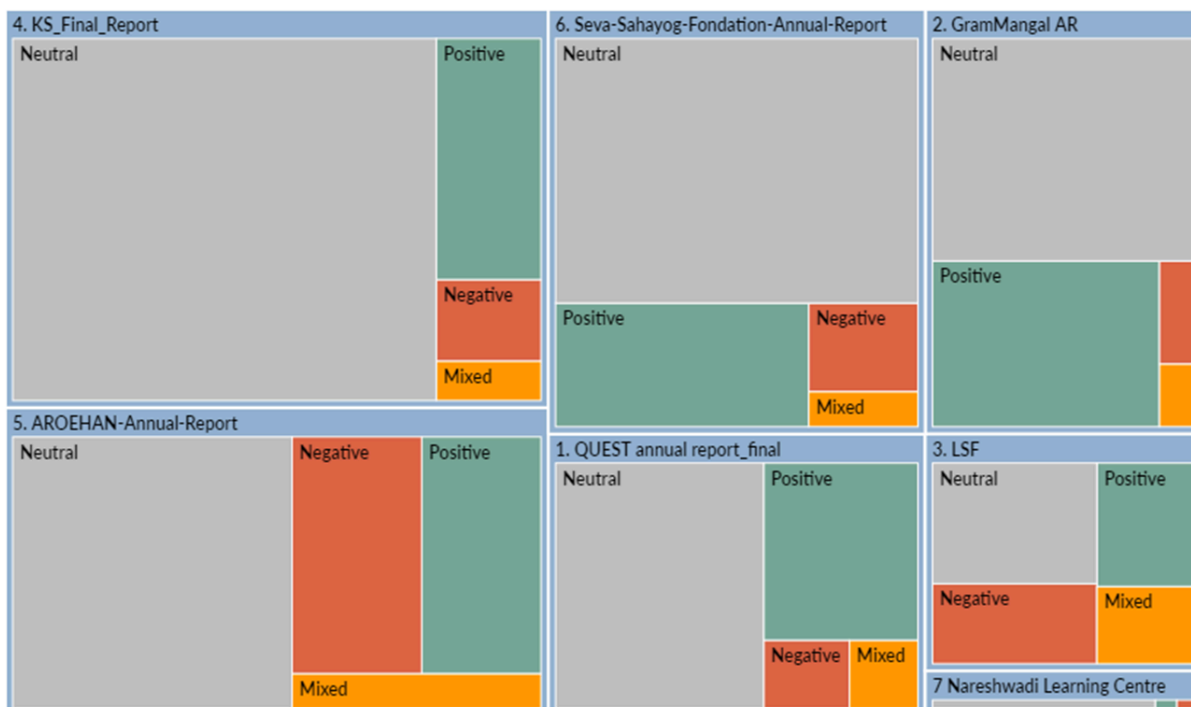 4. KS_Final_Report
Neutral
Positive
Negative
Mixed
6. Seva-Sahayog-Fondation-Annual-Report
Neutral
Positive
Negative
Mixed
2. GramMangal AR
Neutral
Positive
5. AROEHAN-Annual-Report
Neutral
Negative
Positive
Mixed
1. QUEST annual report_final
Neutral
Positive
Negative
Mixed
3. LSF
Neutral
Positive
Negative
Mixed
7 Nareshwadi Learning Centre